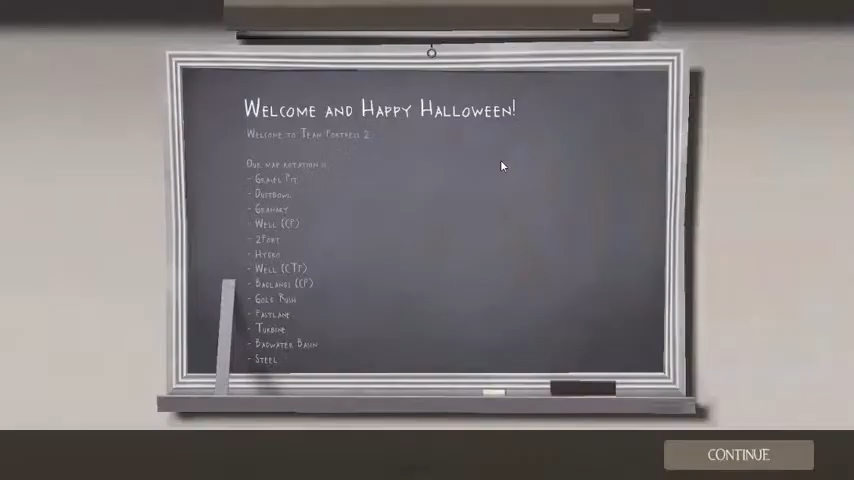 Welcome and Happy Halloween!
Welcome to Team Fortress 2
Our map rotation is
- Gravel Pit
- Dustbowl
- Granary
- Well (CP)
- 2Fort
- Hydro
- Well (CTF)
- Badlands (CP)
- Gold Rush
- Fastlane
- Turbine
- Badwater Basin
- Steel
CONTINUE